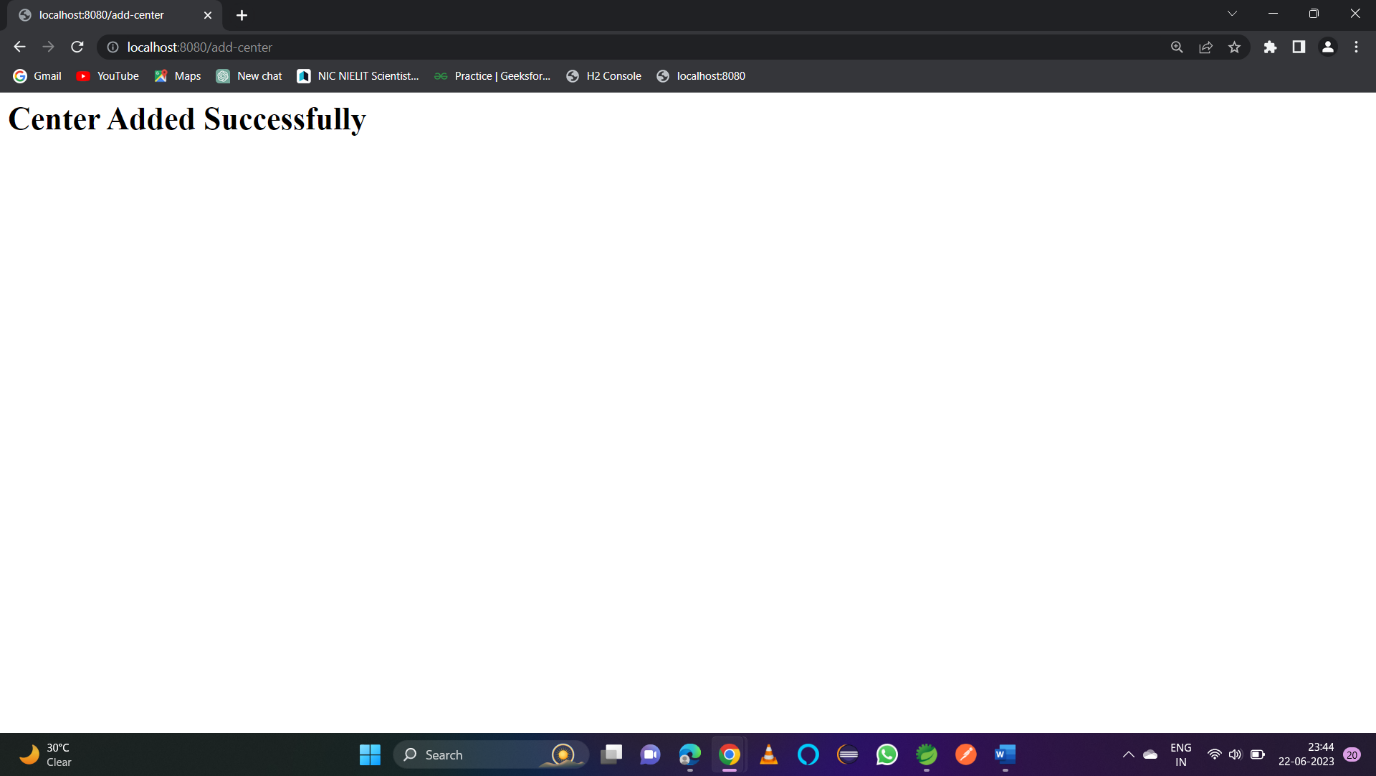 localhost:8080/add-center
localhost:8080/add-center
Gmail YouTube Maps New chat NIC NIELIT Scientist... Practice | Geeksfor... H2 Console localhost:8080
Center Added Successfully
30°C
Clear
Search
W
ENG
IN
23:44
22-06-2023
20